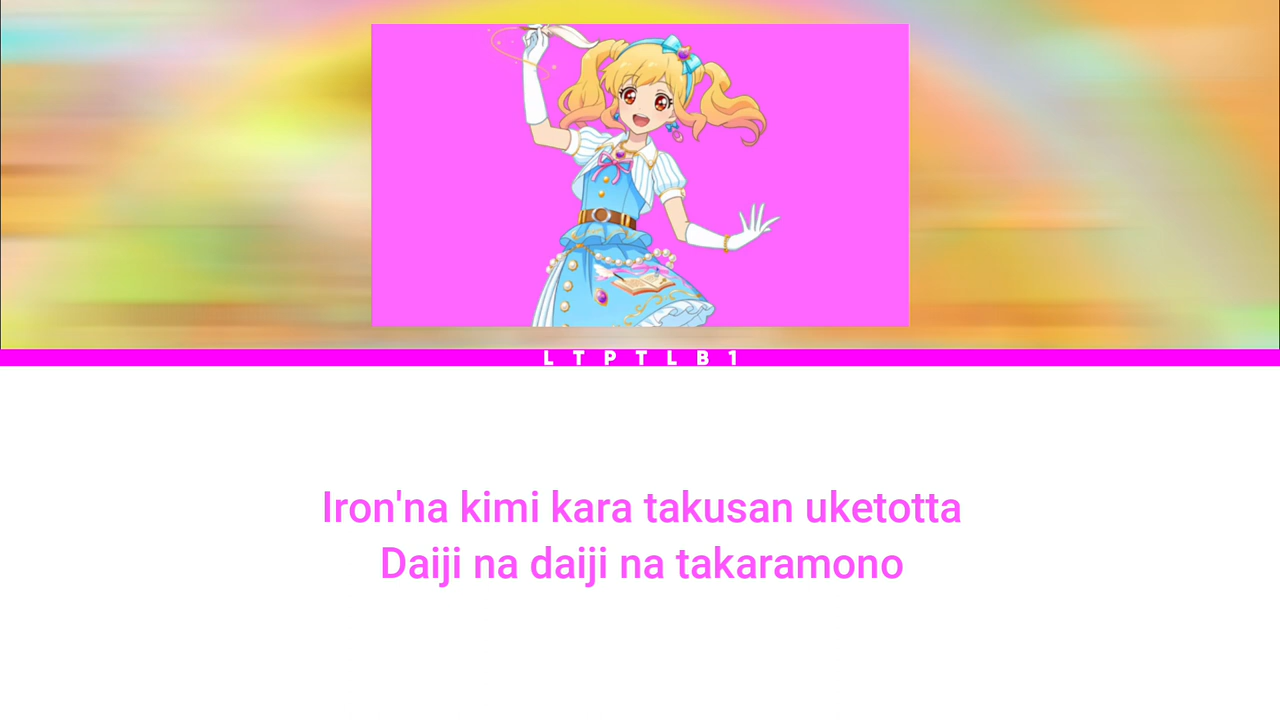 L T P T L B 1
Iron'na kimi kara takusan uketotta
Daiji na daiji na takaramono